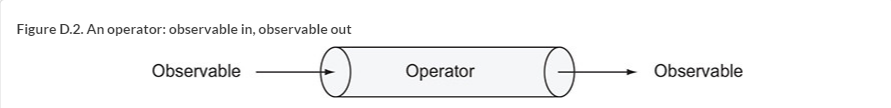 Figure D.2. An operator: observable in, observable out
Observable Operator Observable